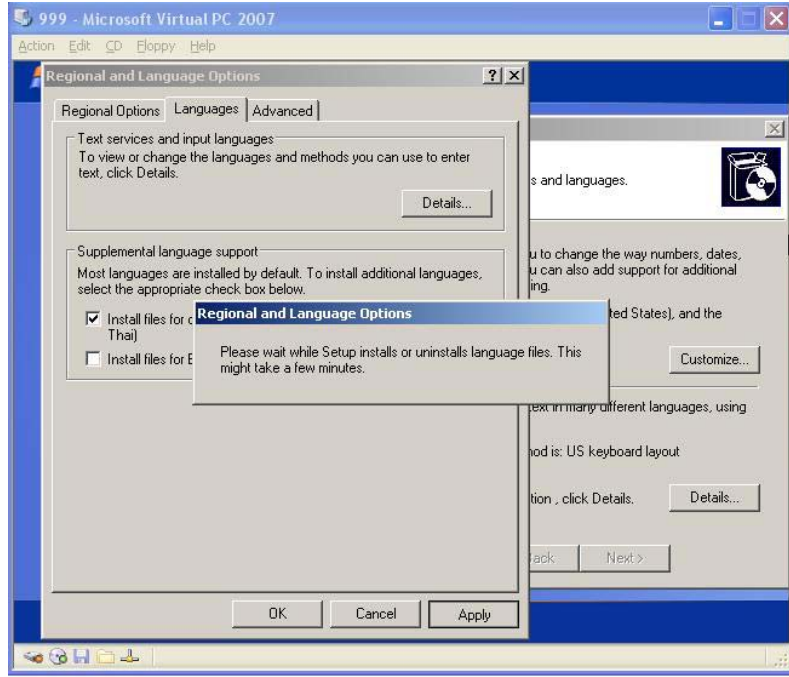 999 - Microsoft Virtual PC 2007
Action Edit CD Floppy Help
Regional and Language Options
Regional Options Languages Advanced
Text services and input languages
To view or change the languages and methods you can use to enter
text, click Details.
Details...
Supplemental language support
Most languages are installed by default. To install additional languages,
select the appropriate check box below.
Install files for
Thai)
Install files for E
Regional and Language Options
Please wait while Setup installs or uninstalls language files. This
might take a few minutes.
OK Cancel Apply
s and languages.
u to change the way numbers, dates,
u can also add support for additional
ing.
ted States), and the
Customize...
text in many different languages, using
nod is: US keyboard layout
tion , click Details.
Details...
Back Next >